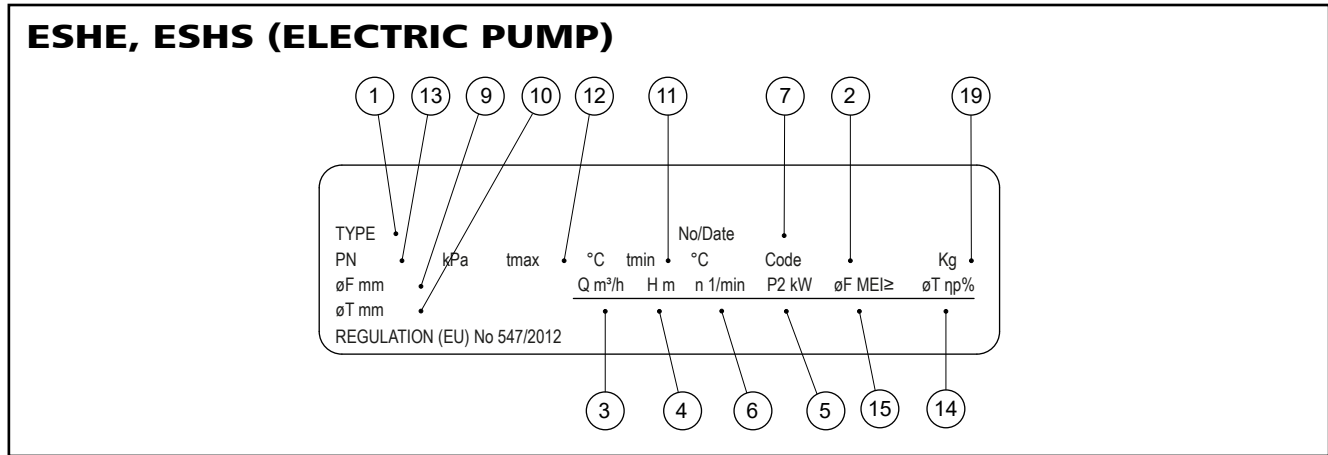 ESHE, ESHS (ELECTRIC PUMP)
1 13 9 10 12 11 7 2 19
TYPE No/Date
PN kPa tmax °C tmin °C Code Kg
øF mm Q m³/h H m n 1/min P2 kW øF MEI≥ øT ηp%
øT mm
REGULATION (EU) No 547/2012
3 4 6 5 15 14